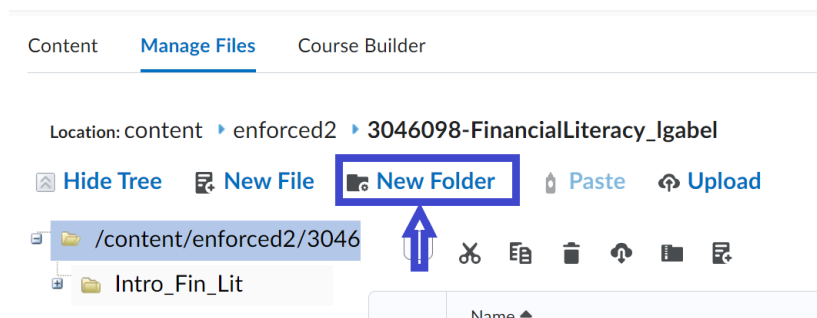 Content Manage Files Course Builder
Location: content enforced2 3046098-FinancialLiteracy_lgabel
Hide Tree New File New Folder Paste Upload
/content/enforced2/3046
Intro_Fin_Lit
Name